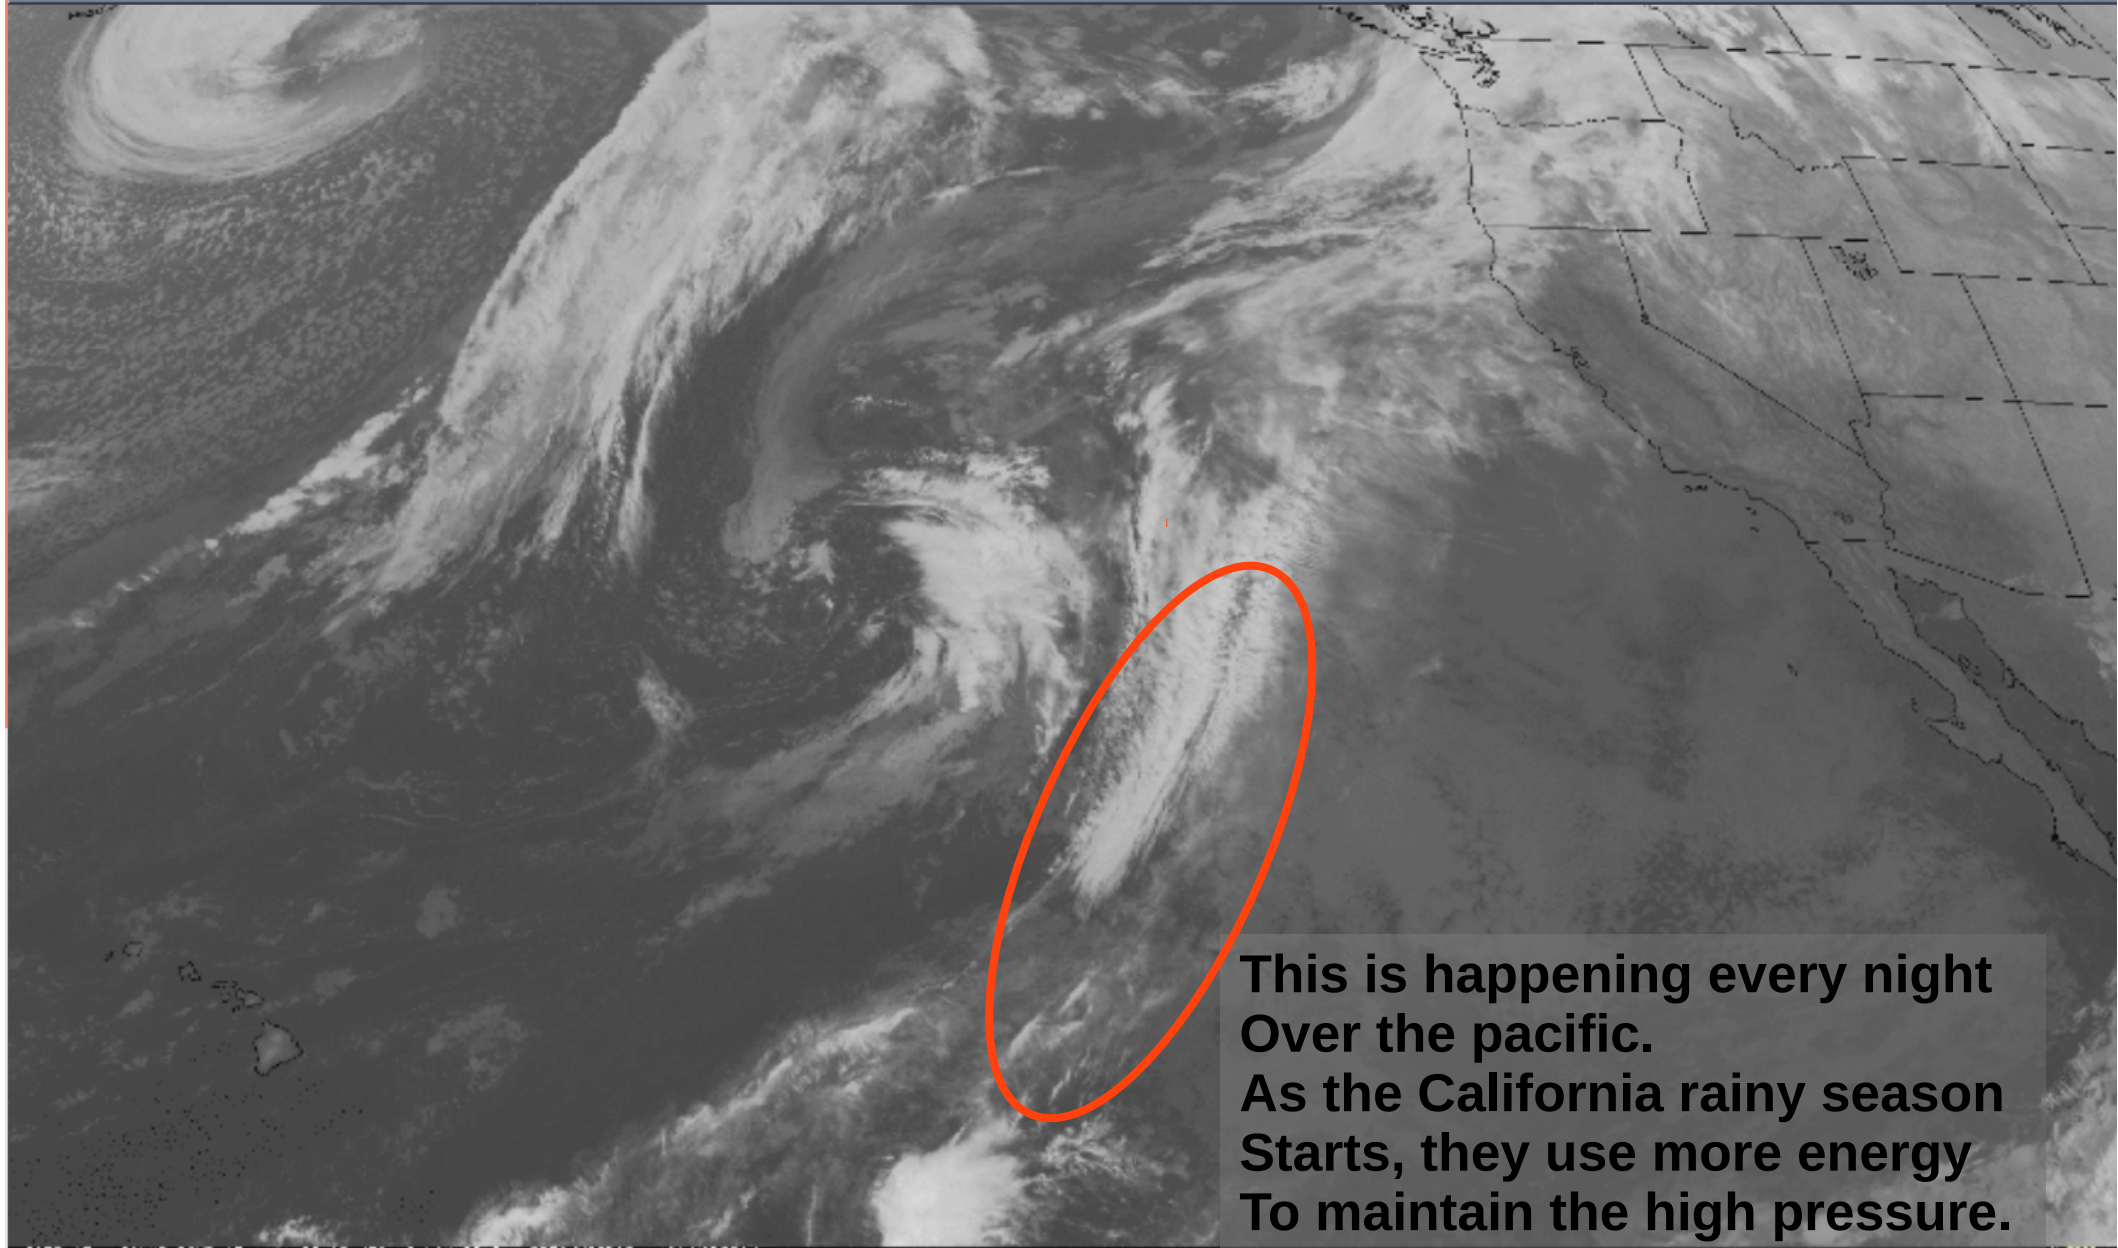 This is happening every night
Over the pacific.
As the California rainy season
Starts, they use more energy
To maintain the high pressure.